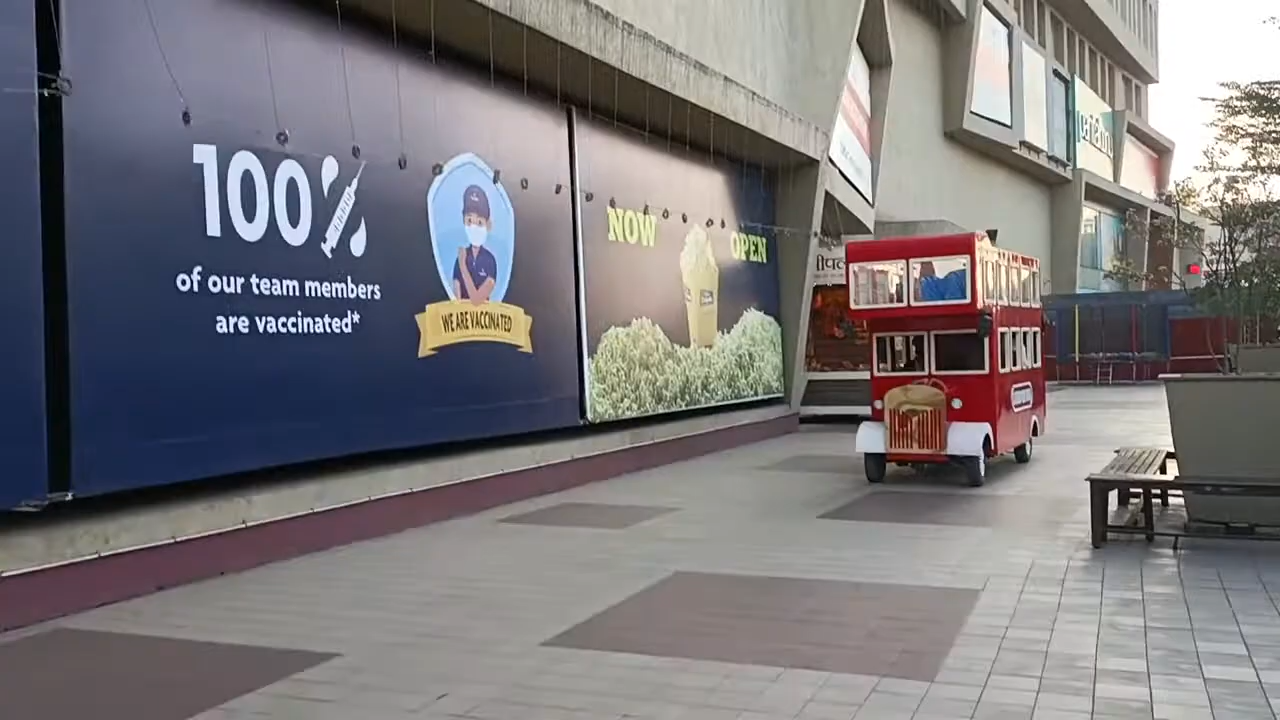 100%
of our team members
are vaccinated*
WE ARE VACCINATED
NOW
OPEN